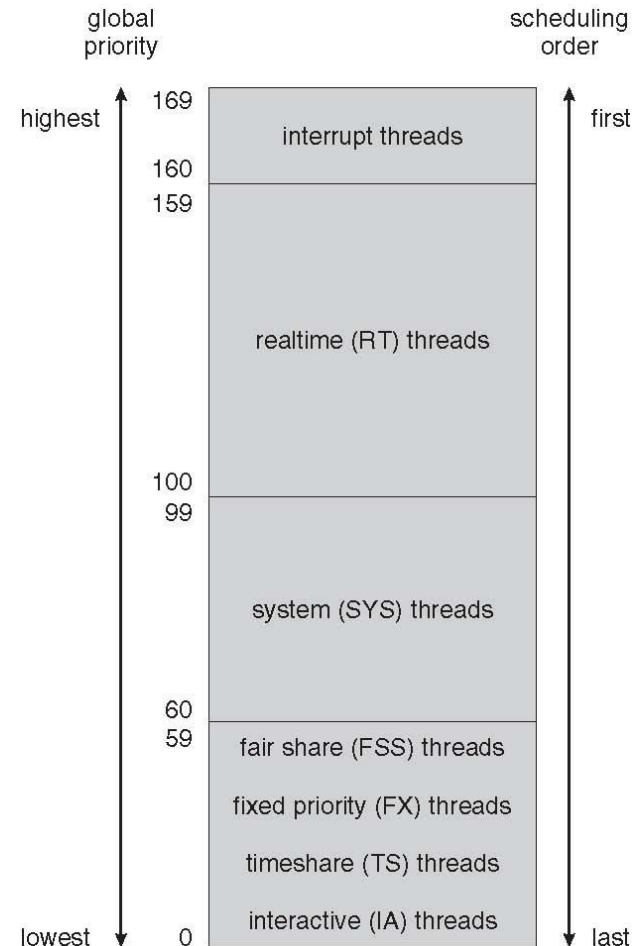 global
priority
scheduling
order
highest
169
first
interrupt threads
160
159
realtime (RT) threads
100
99
system (SYS) threads
60
59
fair share (FSS) threads
fixed priority (FX) threads
timeshare (TS) threads
interactive (IA) threads
lowest
0
last